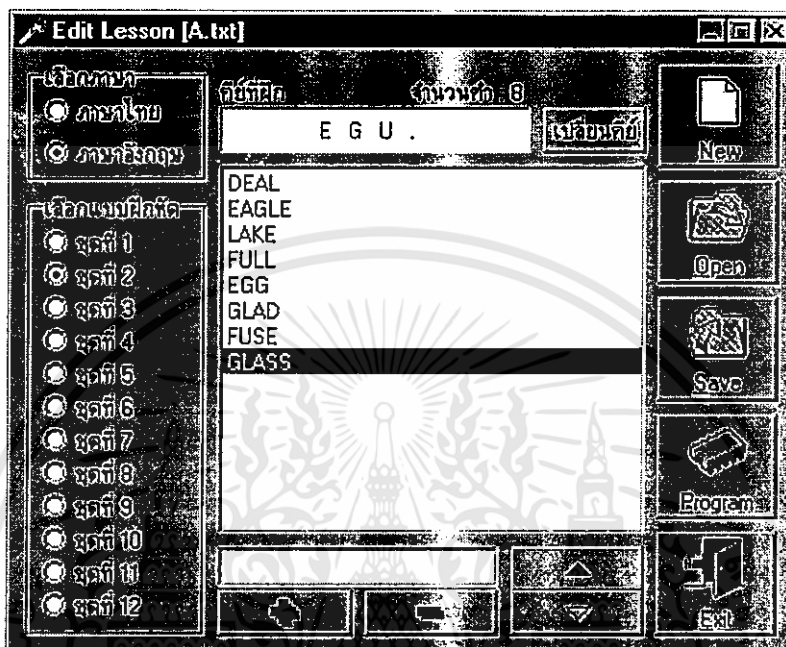 Edit Lesson [A.txt]
เลือกภาษา
ภาษาไทย
ภาษาอังกฤษ
คีย์ที่ฝึก
จำนวนคำ : 8
E G U .
เปลี่ยนคีย์
DEAL
EAGLE
LAKE
FULL
EGG
GLAD
FUSE
GLASS
เลือกแบบฝึกหัด
ชุดที่ 1
ชุดที่ 2
ชุดที่ 3
ชุดที่ 4
ชุดที่ 5
ชุดที่ 6
ชุดที่ 7
ชุดที่ 8
ชุดที่ 9
ชุดที่ 10
ชุดที่ 11
ชุดที่ 12
New
Open
Save
Program
Exit